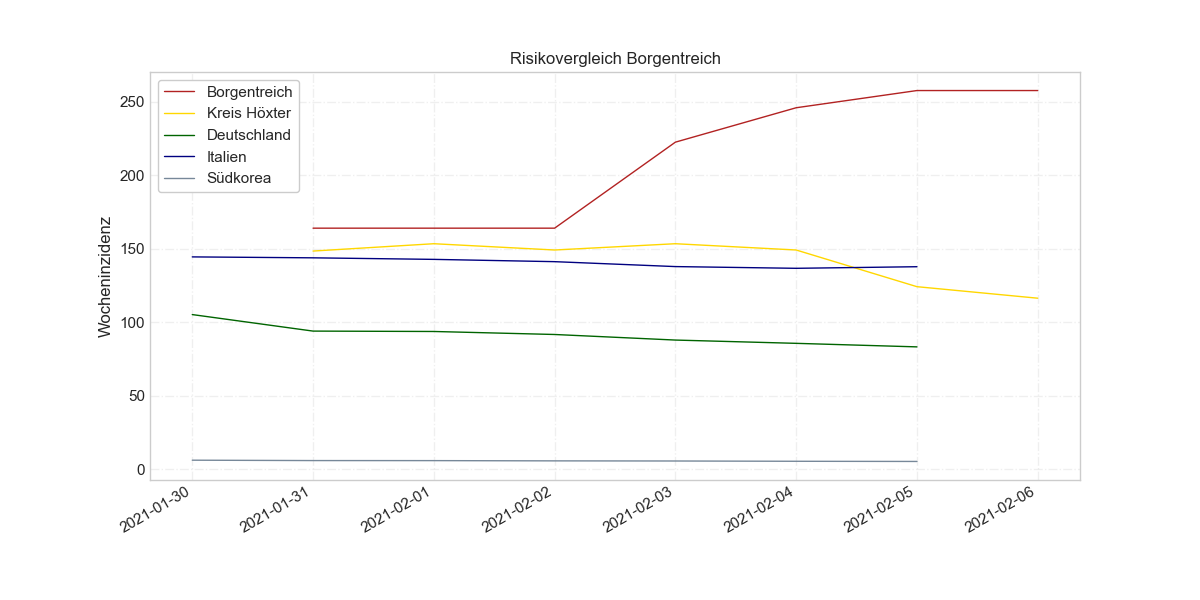 Risikovergleich Borgentreich
Borgentreich
Kreis Höxter
Deutschland
Italien
Südkorea
Wocheninzidenz
250
200
150
100
50
0
2021-01-30
2021-01-31
2021-02-01
2021-02-02
2021-02-03
2021-02-04
2021-02-05
2021-02-06